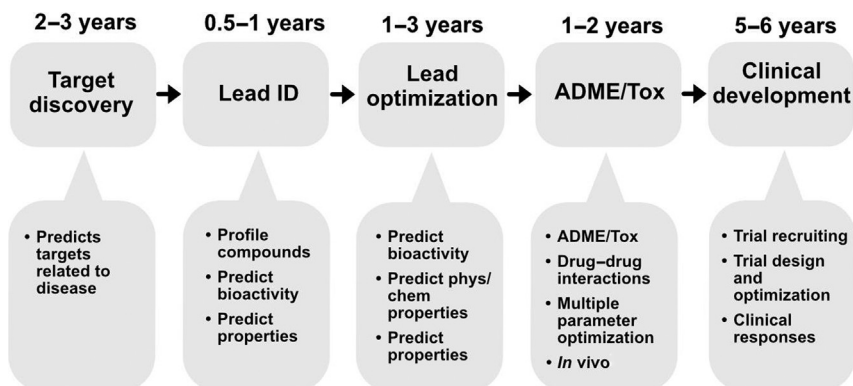 2–3 years
0.5–1 years
1–3 years
1–2 years
5–6 years
Target
discovery
Lead ID
Lead
optimization
ADME/Tox
Clinical
development
• Predicts
targets
related to
disease
• Profile
compounds
• Predict
bioactivity
• Predict
properties
• Predict
bioactivity
• Predict phys/
chem
properties
• Predict
properties
• ADME/Tox
• Drug–drug
interactions
• Multiple
parameter
optimization
• In vivo
• Trial recruiting
• Trial design
and
optimization
• Clinical
responses